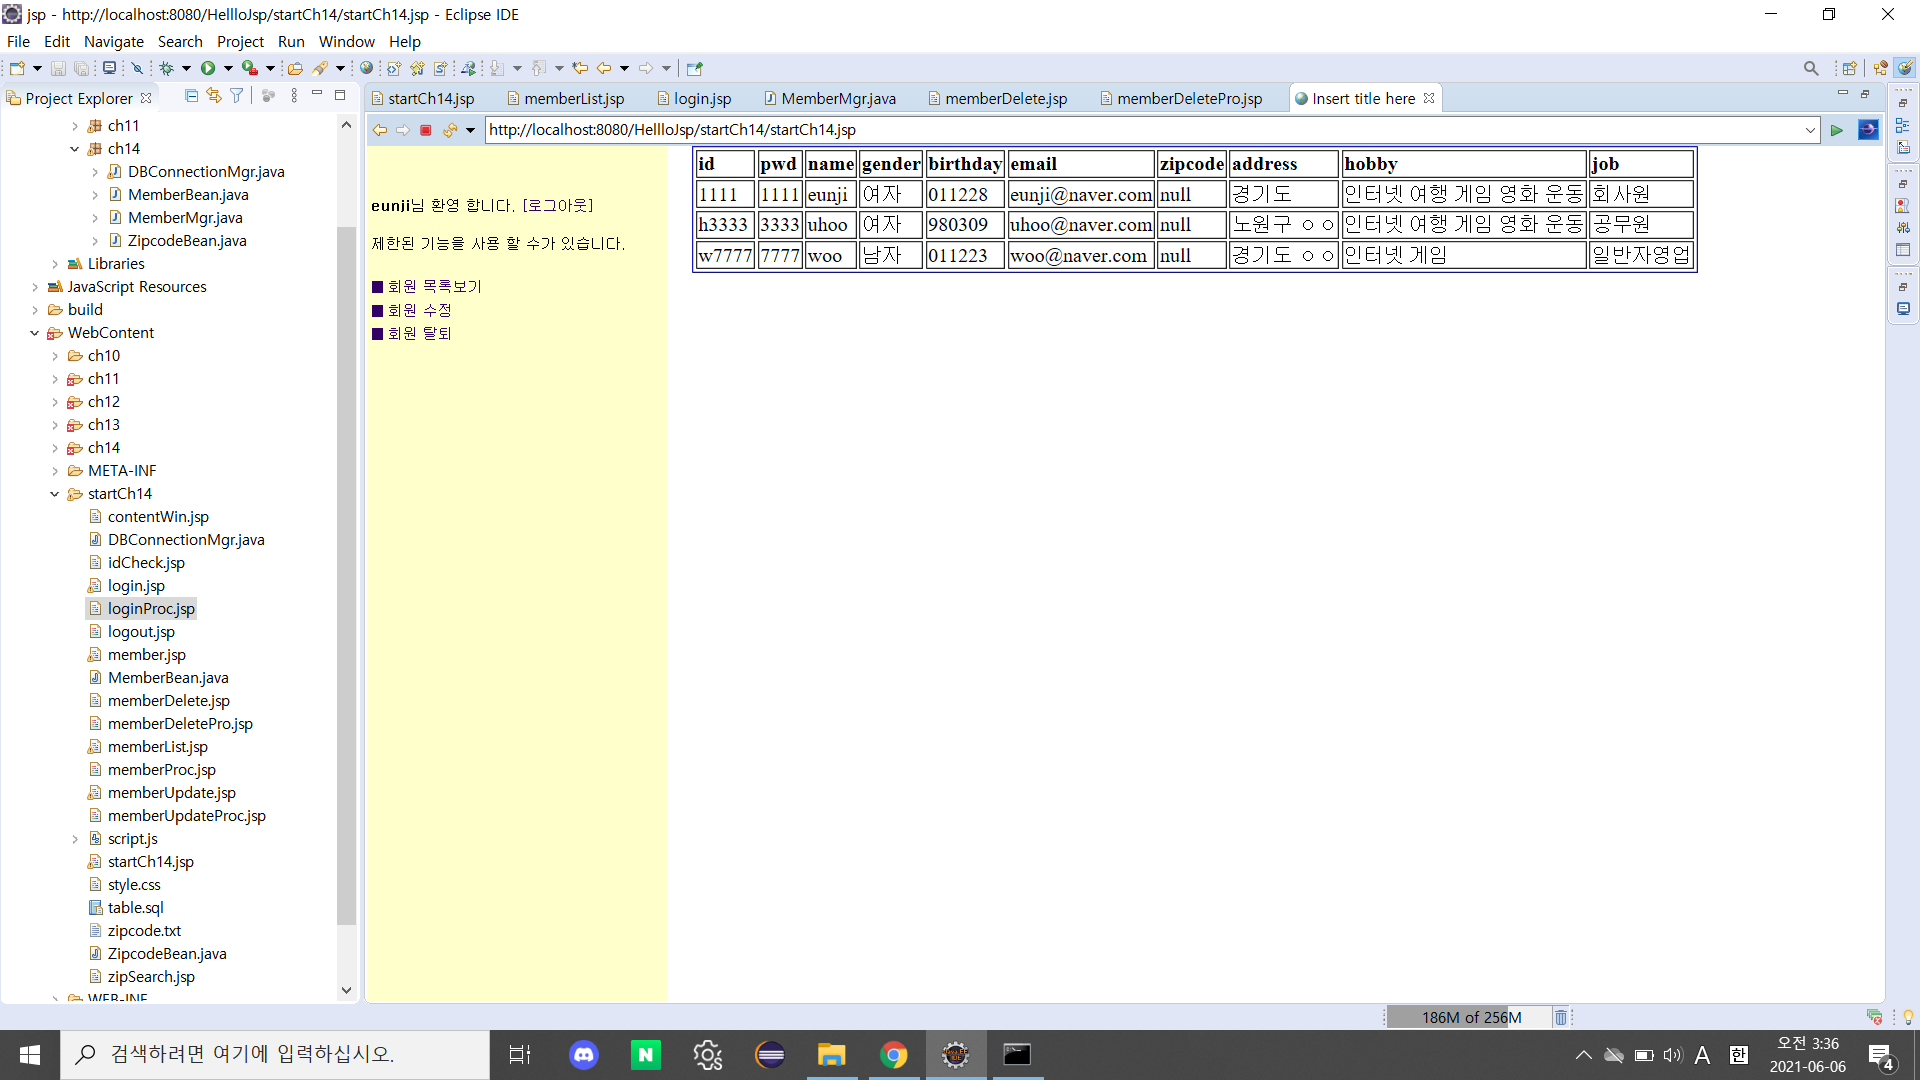 jsp - http://localhost:8080/HellloJsp/startCh14/startCh14.jsp - Eclipse IDE
File Edit Navigate Search Project Run Window Help
Project Explorer
startCh14.jsp memberList.jsp login.jsp MemberMgr.java memberDelete.jsp memberDeletePro.jsp Insert title here
http://localhost:8080/HellloJsp/startCh14/startCh14.jsp
ch11
ch14
DBConnectionMgr.java
MemberBean.java
MemberMgr.java
ZipcodeBean.java
Libraries
JavaScript Resources
build
WebContent
ch10
ch11
ch12
ch13
ch14
META-INF
startCh14
contentWin.jsp
DBConnectionMgr.java
idCheck.jsp
login.jsp
loginProc.jsp
logout.jsp
member.jsp
MemberBean.java
memberDelete.jsp
memberDeletePro.jsp
memberList.jsp
memberProc.jsp
memberUpdate.jsp
memberUpdateProc.jsp
script.js
startCh14.jsp
style.css
table.sql
zipcode.txt
ZipcodeBean.java
zipSearch.jsp
WEB-INF
eunji님 환영 합니다. [로그아웃]
제한된 기능을 사용 할 수가 있습니다.
■ 회원 목록보기
■ 회원 수정
■ 회원 탈퇴
id pwd name gender birthday email zipcode address hobby job
1111 1111 eunji 여자 011228 eunji@naver.com null 경기도 인터넷 여행 게임 영화 운동 회사원
h3333 3333 uhoo 여자 980309 uhoo@naver.com null 노원구 ㅇㅇ 인터넷 여행 게임 영화 운동 공무원
w7777 7777 woo 남자 011223 woo@naver.com null 경기도 ㅇㅇ 인터넷 게임 일반자영업
186M of 256M
검색하려면 여기에 입력하십시오.
N
A 한
오전 3:36
2021-06-06
4